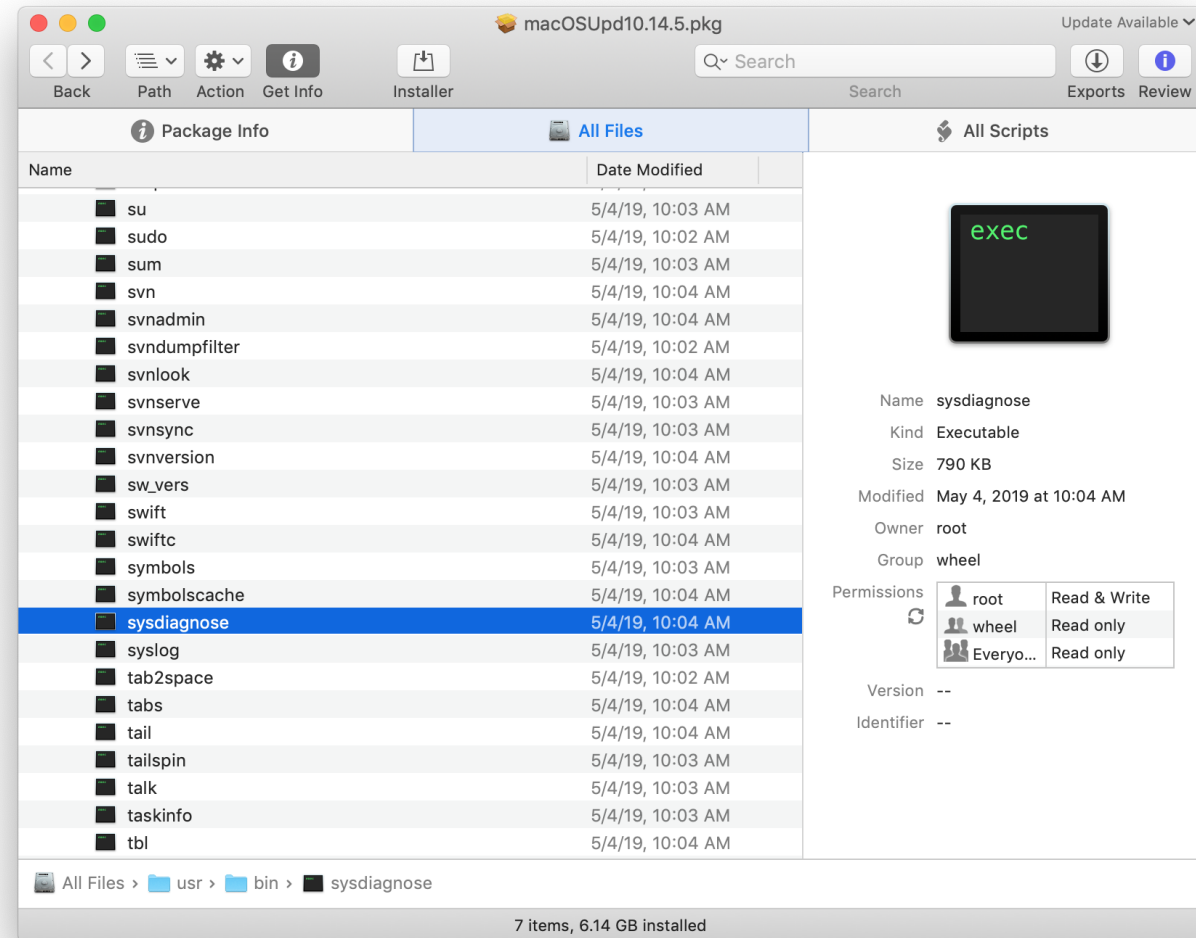 macOSUpd10.14.5.pkg
Update Available
Search
Back
Path
Action
Get Info
Installer
Search
Exports
Review
Package Info
All Files
All Scripts
Name
Date Modified
su 5/4/19, 10:03 AM
sudo 5/4/19, 10:02 AM
sum 5/4/19, 10:03 AM
svn 5/4/19, 10:04 AM
svnadmin 5/4/19, 10:04 AM
svndumpfilter 5/4/19, 10:02 AM
svnlook 5/4/19, 10:04 AM
svnserve 5/4/19, 10:03 AM
svnsync 5/4/19, 10:03 AM
svnversion 5/4/19, 10:04 AM
sw_vers 5/4/19, 10:03 AM
swift 5/4/19, 10:03 AM
swiftc 5/4/19, 10:04 AM
symbols 5/4/19, 10:03 AM
symbolscache 5/4/19, 10:04 AM
sysdiagnose 5/4/19, 10:04 AM
syslog 5/4/19, 10:03 AM
tab2space 5/4/19, 10:02 AM
tabs 5/4/19, 10:04 AM
tail 5/4/19, 10:04 AM
tailspin 5/4/19, 10:03 AM
talk 5/4/19, 10:03 AM
taskinfo 5/4/19, 10:03 AM
tbl 5/4/19, 10:04 AM
exec
Name sysdiagnose
Kind Executable
Size 790 KB
Modified May 4, 2019 at 10:04 AM
Owner root
Group wheel
Permissions
root Read & Write
wheel Read only
Everyo... Read only
Version --
Identifier --
All Files › usr › bin › sysdiagnose
7 items, 6.14 GB installed